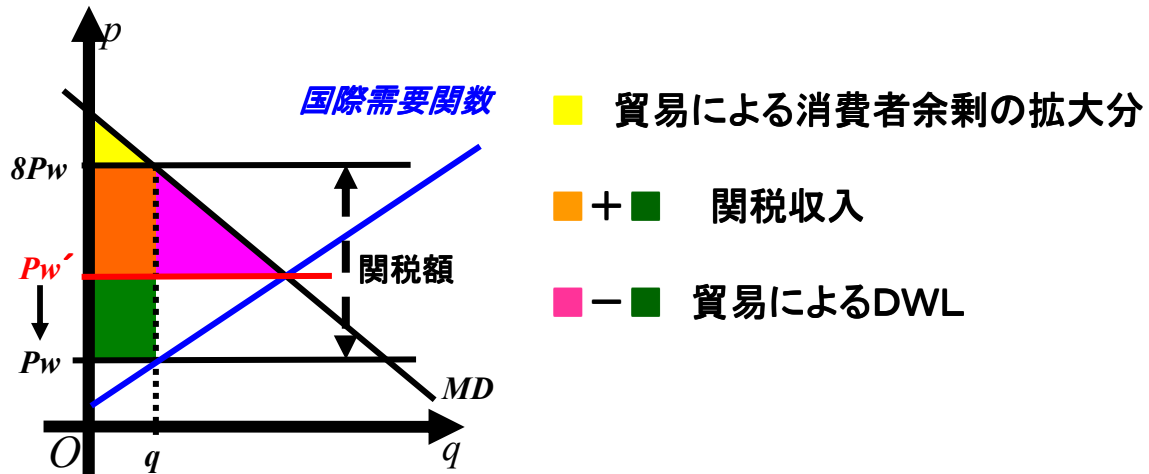 p
国際需要関数
8Pw
Pw´
関税額
Pw
MD
O
q
q
貿易による消費者余剰の拡大分
＋ 関税収入
－ 貿易によるDWL